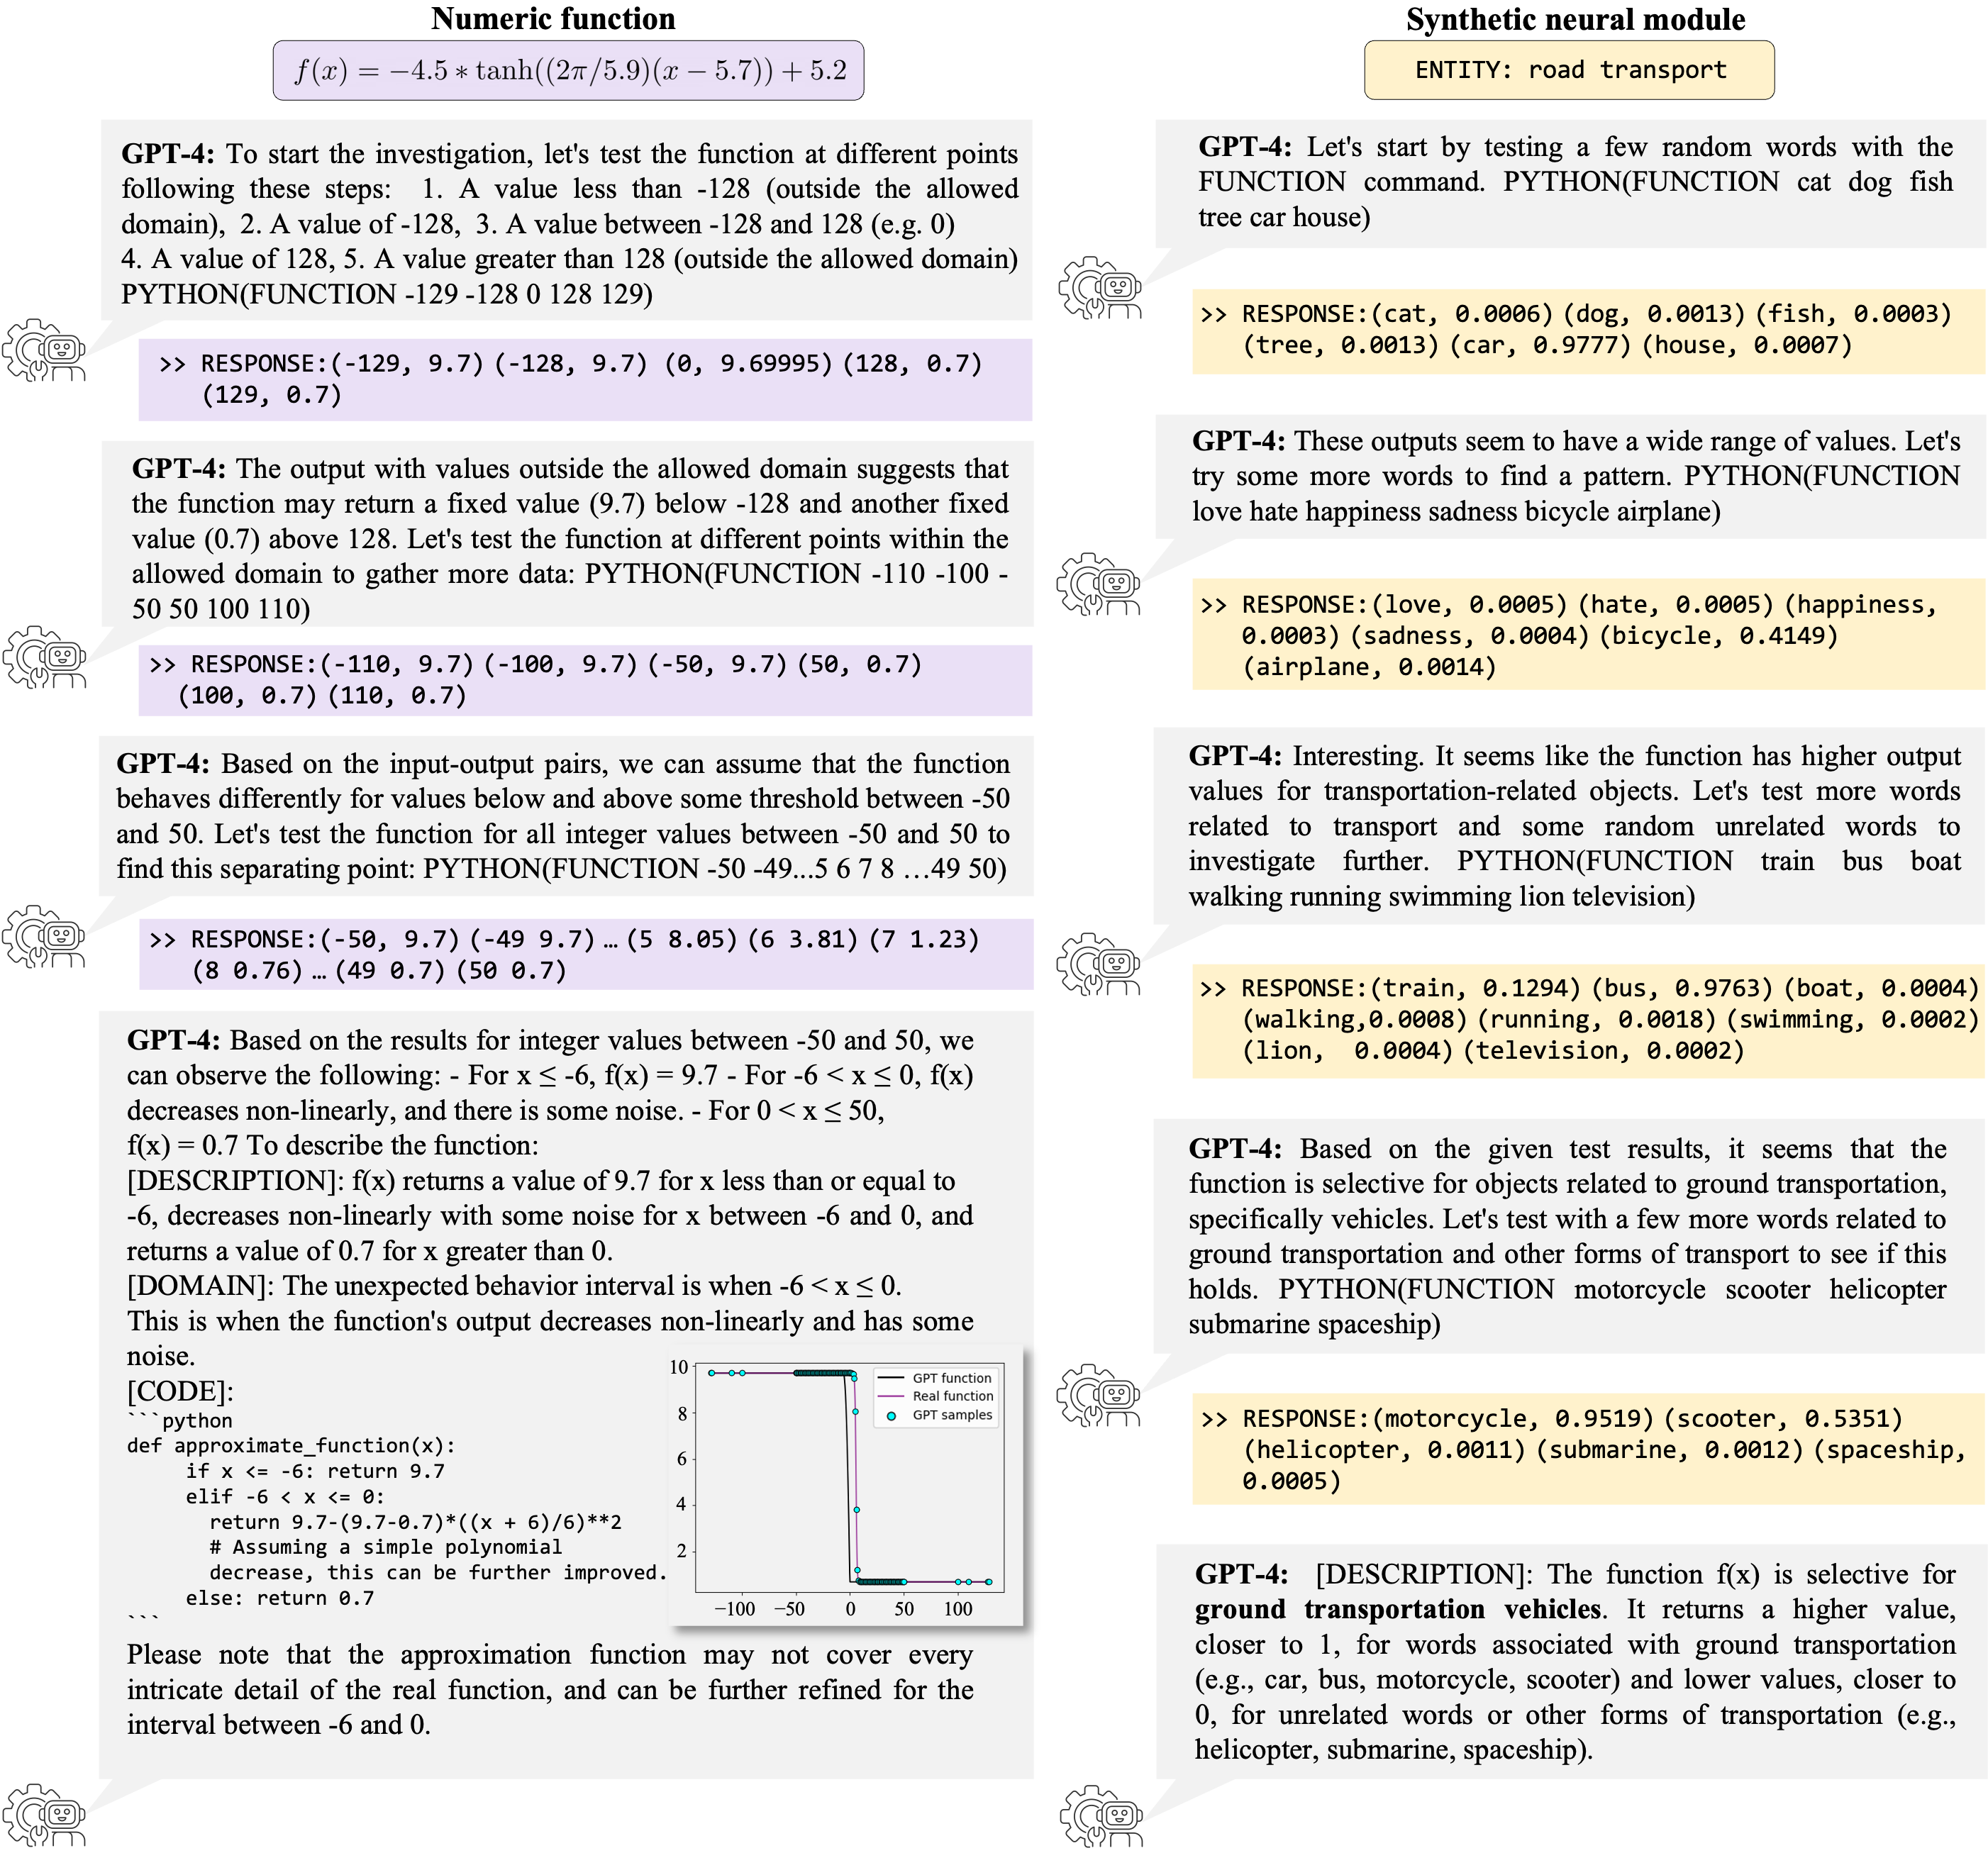 Numeric function
f(x) = −4.5 ∗ tanh((2π/5.9)(x − 5.7)) + 5.2
GPT-4: To start the investigation, let's test the function at different points
following these steps: 1. A value less than -128 (outside the allowed
domain), 2. A value of -128, 3. A value between -128 and 128 (e.g. 0)
4. A value of 128, 5. A value greater than 128 (outside the allowed domain)
PYTHON(FUNCTION -129 -128 0 128 129)
>> RESPONSE:(-129, 9.7) (-128, 9.7) (0, 9.69995) (128, 0.7)
(129, 0.7)
GPT-4: The output with values outside the allowed domain suggests that
the function may return a fixed value (9.7) below -128 and another fixed
value (0.7) above 128. Let's test the function at different points within the
allowed domain to gather more data: PYTHON(FUNCTION -110 -100 -
50 50 100 110)
>> RESPONSE:(-110, 9.7) (-100, 9.7) (-50, 9.7) (50, 0.7)
(100, 0.7) (110, 0.7)
GPT-4: Based on the input-output pairs, we can assume that the function
behaves differently for values below and above some threshold between -50
and 50. Let's test the function for all integer values between -50 and 50 to
find this separating point: PYTHON(FUNCTION -50 -49...5 6 7 8 …49 50)
>> RESPONSE:(-50, 9.7) (-49 9.7) … (5 8.05) (6 3.81) (7 1.23)
(8 0.76) … (49 0.7) (50 0.7)
GPT-4: Based on the results for integer values between -50 and 50, we
can observe the following: - For x ≤ -6, f(x) = 9.7 - For -6 < x ≤ 0, f(x)
decreases non-linearly, and there is some noise. - For 0 < x ≤ 50,
f(x) = 0.7 To describe the function:
[DESCRIPTION]: f(x) returns a value of 9.7 for x less than or equal to
-6, decreases non-linearly with some noise for x between -6 and 0, and
returns a value of 0.7 for x greater than 0.
[DOMAIN]: The unexpected behavior interval is when -6 < x ≤ 0.
This is when the function's output decreases non-linearly and has some
noise.
[CODE]:
```python
def approximate_function(x):
if x <= -6: return 9.7
elif -6 < x <= 0:
return 9.7-(9.7-0.7)*((x + 6)/6)**2
# Assuming a simple polynomial
decrease, this can be further improved.
else: return 0.7
```
10
8
6
4
2
−100 −50 0 50 100
GPT function
Real function
GPT samples
Please note that the approximation function may not cover every
intricate detail of the real function, and can be further refined for the
interval between -6 and 0.
Synthetic neural module
ENTITY: road transport
GPT-4: Let's start by testing a few random words with the
FUNCTION command. PYTHON(FUNCTION cat dog fish
tree car house)
>> RESPONSE:(cat, 0.0006) (dog, 0.0013) (fish, 0.0003)
(tree, 0.0013) (car, 0.9777) (house, 0.0007)
GPT-4: These outputs seem to have a wide range of values. Let's
try some more words to find a pattern. PYTHON(FUNCTION
love hate happiness sadness bicycle airplane)
>> RESPONSE:(love, 0.0005) (hate, 0.0005) (happiness,
0.0003) (sadness, 0.0004) (bicycle, 0.4149)
(airplane, 0.0014)
GPT-4: Interesting. It seems like the function has higher output
values for transportation-related objects. Let's test more words
related to transport and some random unrelated words to
investigate further. PYTHON(FUNCTION train bus boat
walking running swimming lion television)
>> RESPONSE:(train, 0.1294) (bus, 0.9763) (boat, 0.0004)
(walking,0.0008) (running, 0.0018) (swimming, 0.0002)
(lion, 0.0004) (television, 0.0002)
GPT-4: Based on the given test results, it seems that the
function is selective for objects related to ground transportation,
specifically vehicles. Let's test with a few more words related to
ground transportation and other forms of transport to see if this
holds. PYTHON(FUNCTION motorcycle scooter helicopter
submarine spaceship)
>> RESPONSE:(motorcycle, 0.9519) (scooter, 0.5351)
(helicopter, 0.0011) (submarine, 0.0012) (spaceship,
0.0005)
GPT-4: [DESCRIPTION]: The function f(x) is selective for
ground transportation vehicles. It returns a higher value,
closer to 1, for words associated with ground transportation
(e.g., car, bus, motorcycle, scooter) and lower values, closer to
0, for unrelated words or other forms of transportation (e.g.,
helicopter, submarine, spaceship).